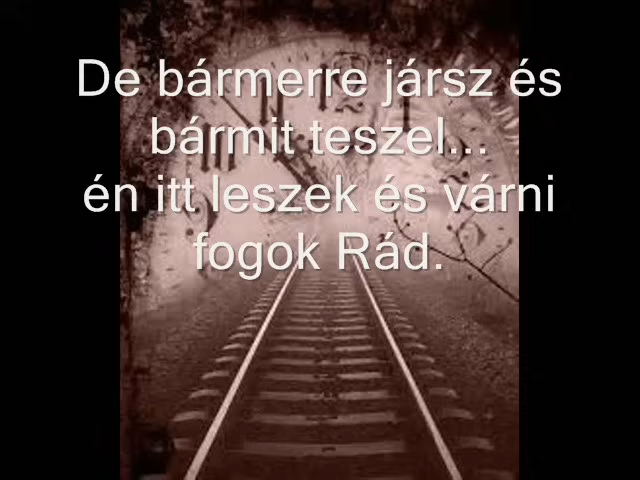 De bármerre jársz és
bármit teszel...
én itt leszek és várni
fogok Rád.